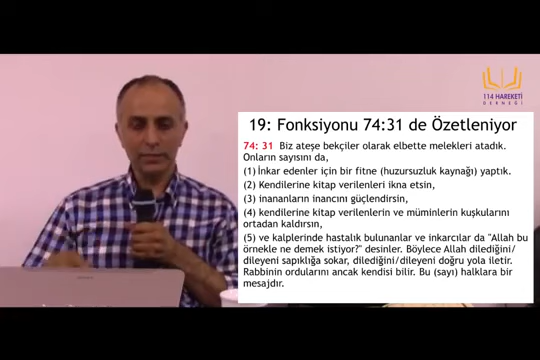 114 HAREKETİ
DERNEĞİ
19: Fonksiyonu 74:31 de Özetleniyor
74: 31 Biz ateşe bekçiler olarak elbette melekleri atadık.
Onların sayısını da,
(1) İnkar edenler için bir fitne (huzursuzluk kaynağı) yaptık.
(2) Kendilerine kitap verilenleri ikna etsin,
(3) inananların inancını güçlendirsin,
(4) kendilerine kitap verilenlerin ve müminlerin kuşkularını
ortadan kaldırsın,
(5) ve kalplerinde hastalık bulunanlar ve inkarcılar da "Allah bu
örnekle ne demek istiyor?" desinler. Böylece Allah dilediğini/
dileyeni sapıklığa sokar, dilediğini/dileyeni doğru yola iletir.
Rabbinin ordularını ancak kendisi bilir. Bu (sayı) halklara bir
mesajdır.